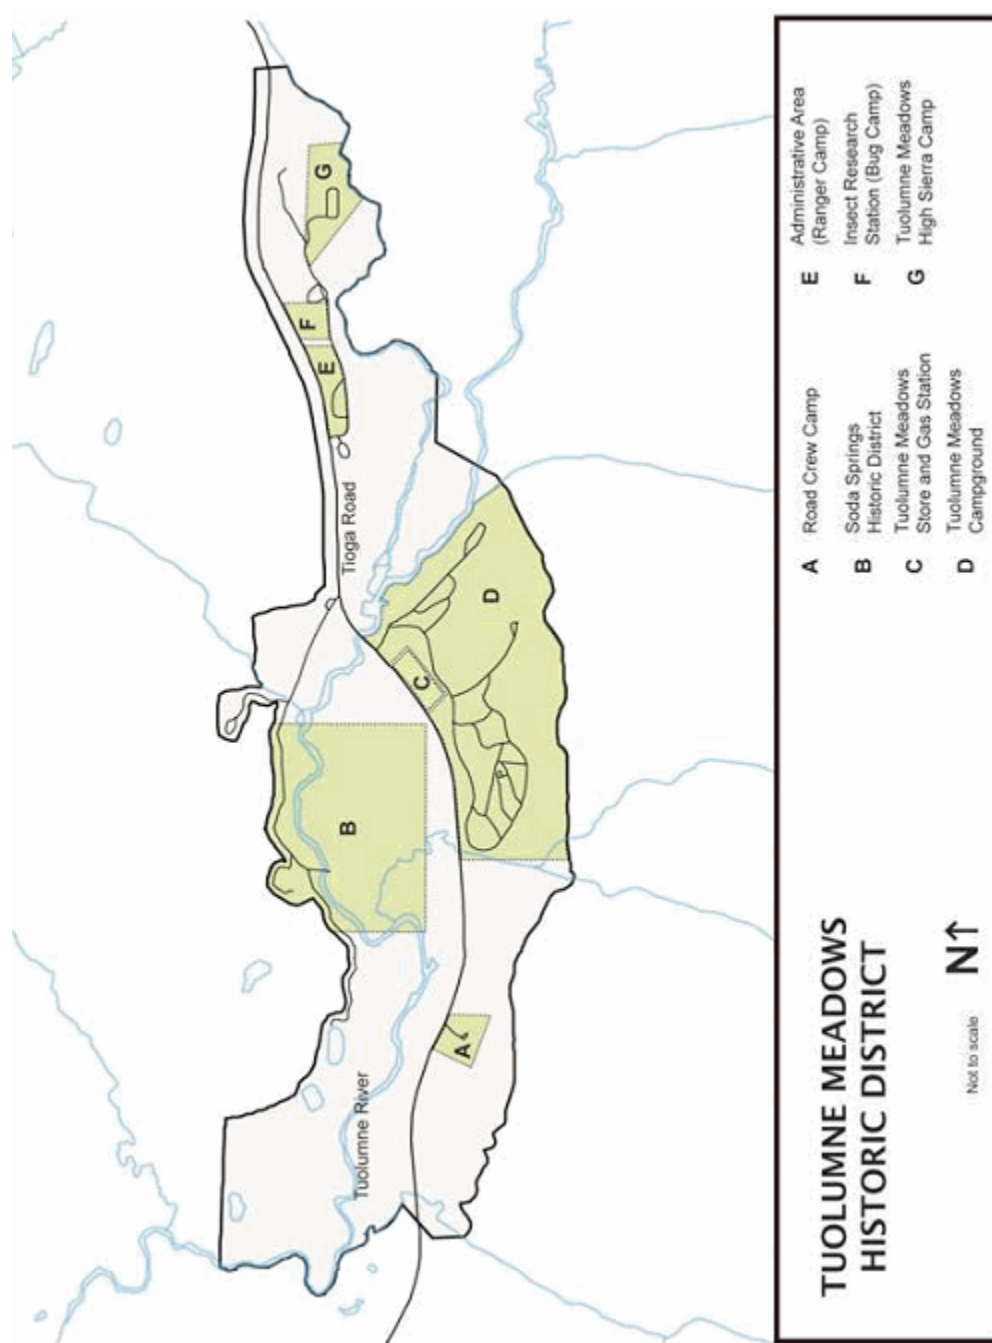 Tuolumne River
Tioga Road
A
B
C
D
E
F
G
P
TUOLUMNE MEADOWS
HISTORIC DISTRICT
Not to scale
N↑
A Road Crew Camp
B Soda Springs
Historic District
C Tuolumne Meadows
Store and Gas Station
D Tuolumne Meadows
Campground
E Administrative Area
(Ranger Camp)
F Insect Research
Station (Bug Camp)
G Tuolumne Meadows
High Sierra Camp